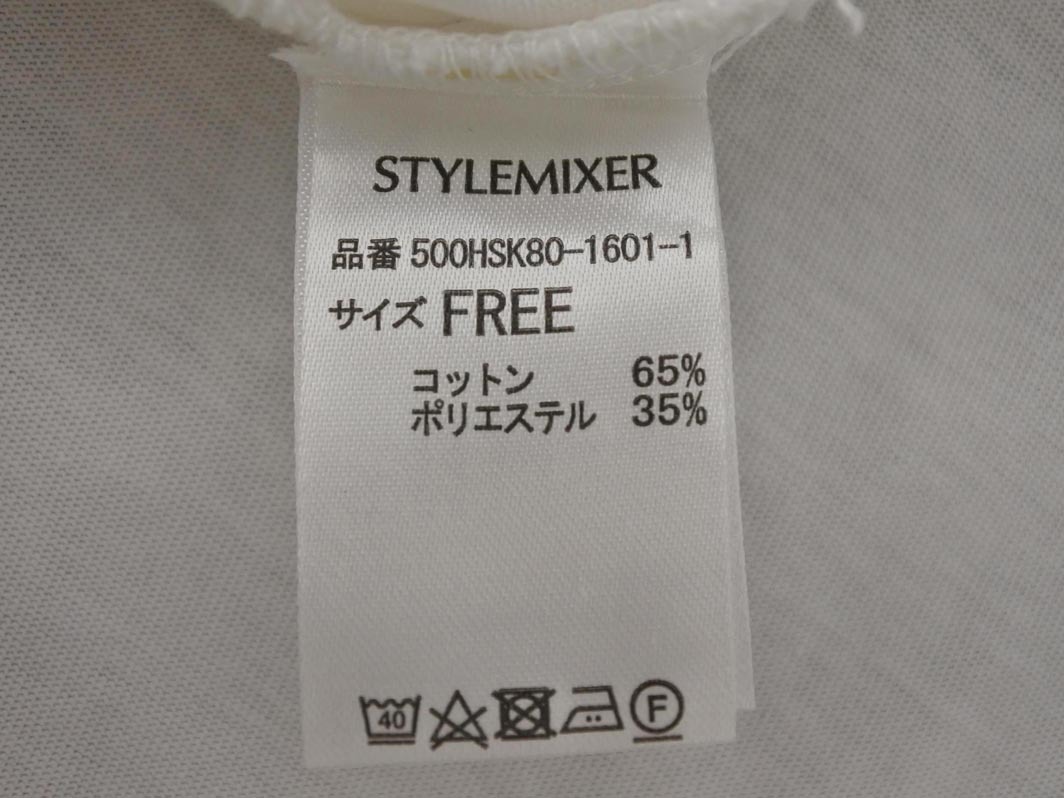 STYLEMIXER
品番 500HSK80-1601-1
サイズ FREE
コットン 65%
ポリエステル 35%
40 F